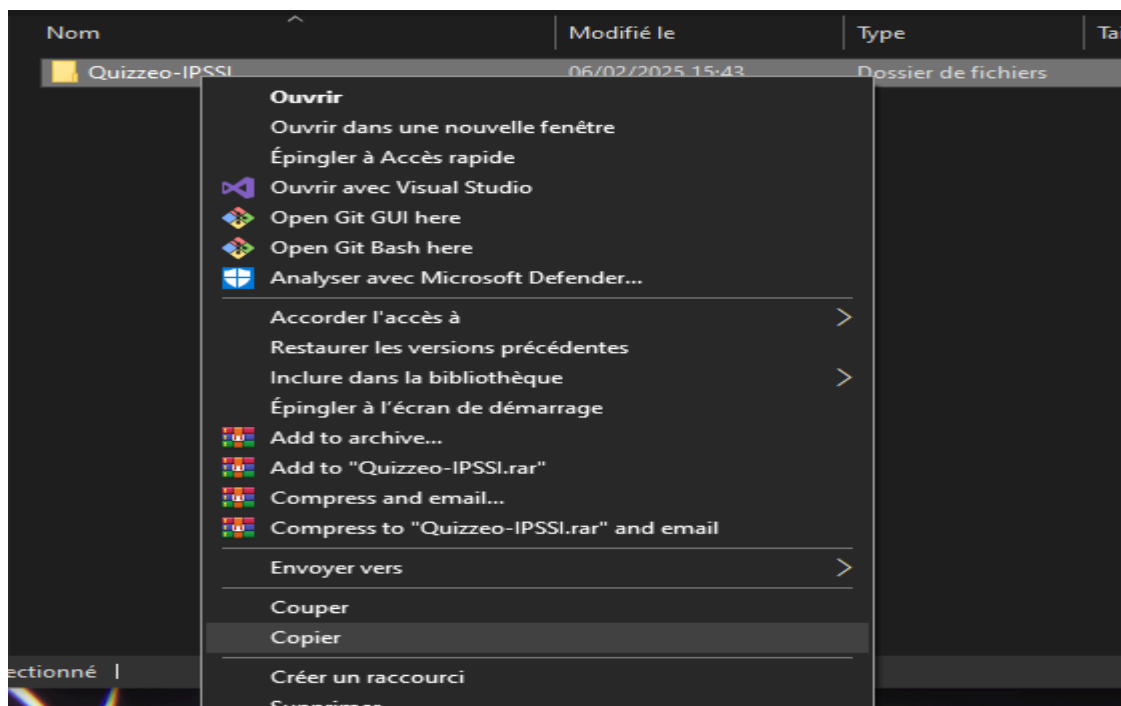 Nom Modifié le Type Tai
Quizzeo-IPSSI 06/02/2025 15:43 Dossier de fichiers
Ouvrir
Ouvrir dans une nouvelle fenêtre
Épingler à Accès rapide
Ouvrir avec Visual Studio
Open Git GUI here
Open Git Bash here
Analyser avec Microsoft Defender...
Accorder l'accès à
Restaurer les versions précédentes
Inclure dans la bibliothèque
Épingler à l’écran de démarrage
Add to archive...
Add to "Quizzeo-IPSSI.rar"
Compress and email...
Compress to "Quizzeo-IPSSI.rar" and email
Envoyer vers
Couper
Copier
ectionné
Créer un raccourci
Supprimer